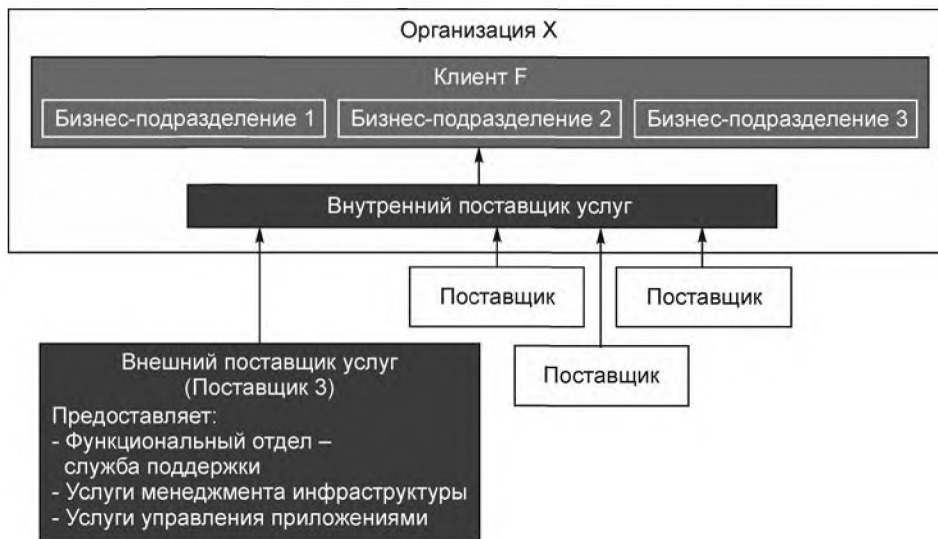 Организация X
Клиент F
Бизнес-подразделение 1
Бизнес-подразделение 2
Бизнес-подразделение 3
Внутренний поставщик услуг
Поставщик
Поставщик
Поставщик
Внешний поставщик услуг
(Поставщик 3)
Предоставляет:
- Функциональный отдел –
служба поддержки
- Услуги менеджмента инфраструктуры
- Услуги управления приложениями